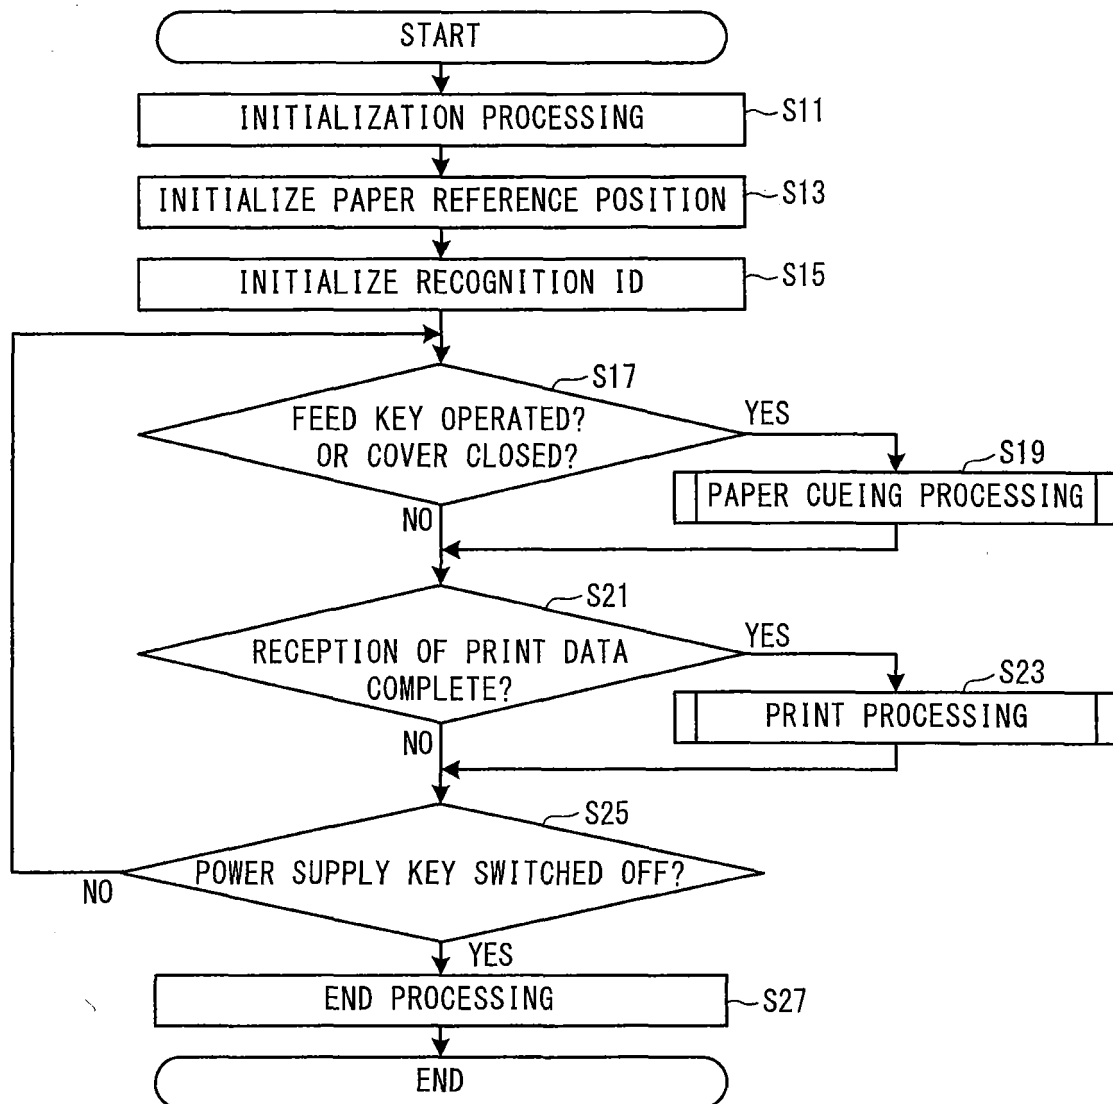 START
INITIALIZATION PROCESSING
S11
INITIALIZE PAPER REFERENCE POSITION
S13
INITIALIZE RECOGNITION ID
S15
S17
FEED KEY OPERATED?
OR COVER CLOSED?
YES
NO
S19
PAPER CUEING PROCESSING
S21
RECEPTION OF PRINT DATA
COMPLETE?
YES
NO
S23
PRINT PROCESSING
S25
POWER SUPPLY KEY SWITCHED OFF?
NO
YES
END PROCESSING
S27
END